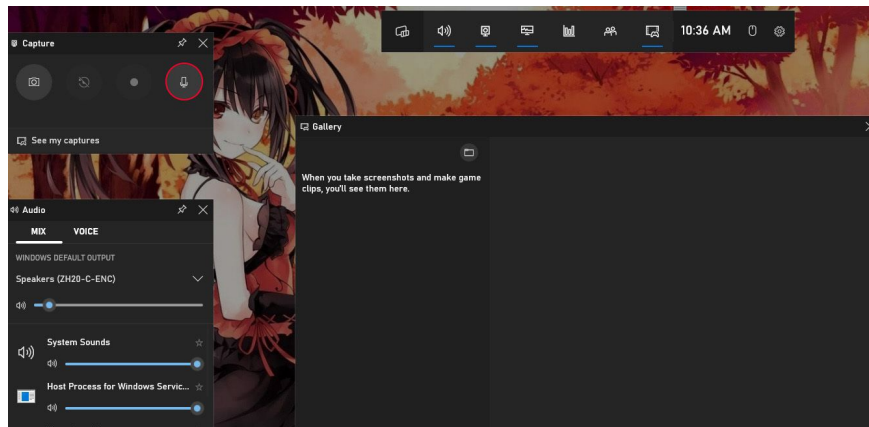 10:36 AM
Capture
See my captures
Gallery
When you take screenshots and make game
clips, you'll see them here.
Audio
MIX VOICE
WINDOWS DEFAULT OUTPUT
Speakers (ZH20-C-ENC)
System Sounds
Host Process for Windows Servic...